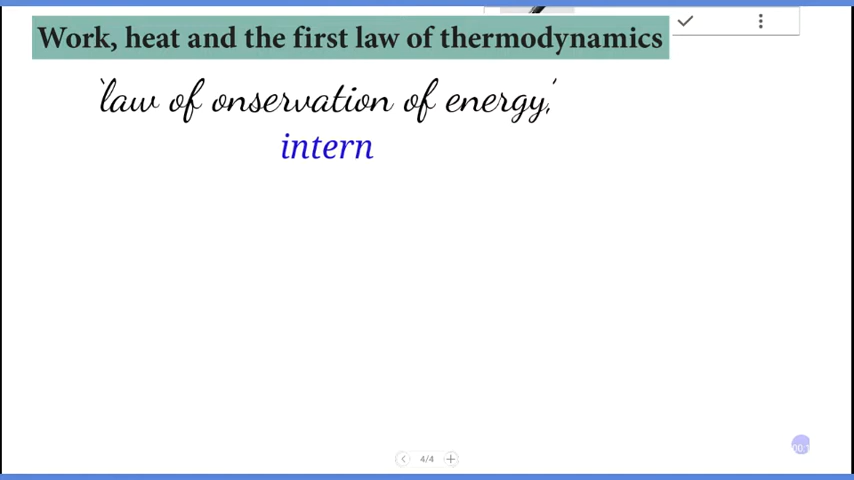 Work, heat and the first law of thermodynamics
'law of onservation of energy,'
intern
4/4